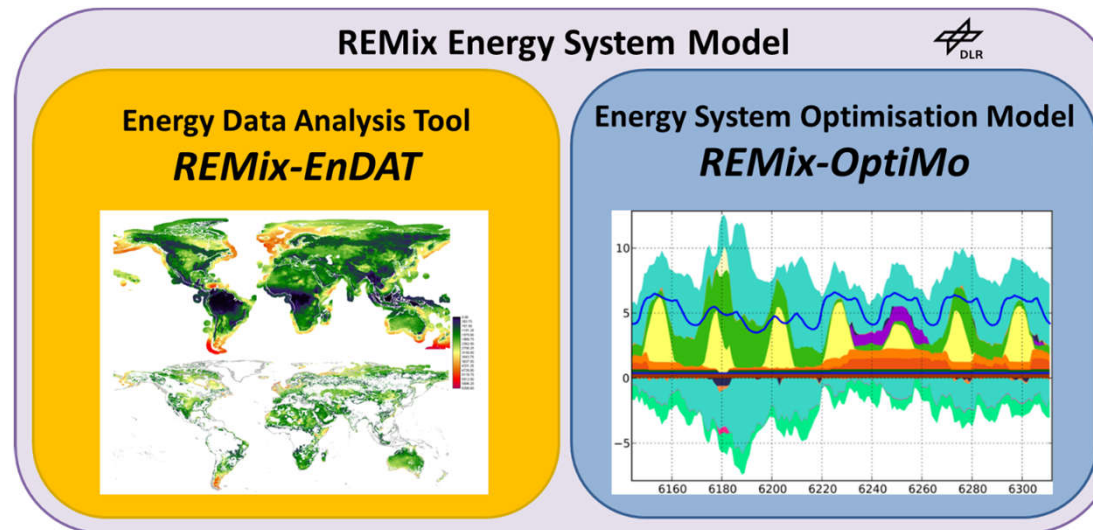 REMix Energy System Model
DLR
Energy Data Analysis Tool
REMix-EnDAT
Energy System Optimisation Model
REMix-OptiMo
10
5
0
−5
6160 6180 6200 6220 6240 6260 6280 6300